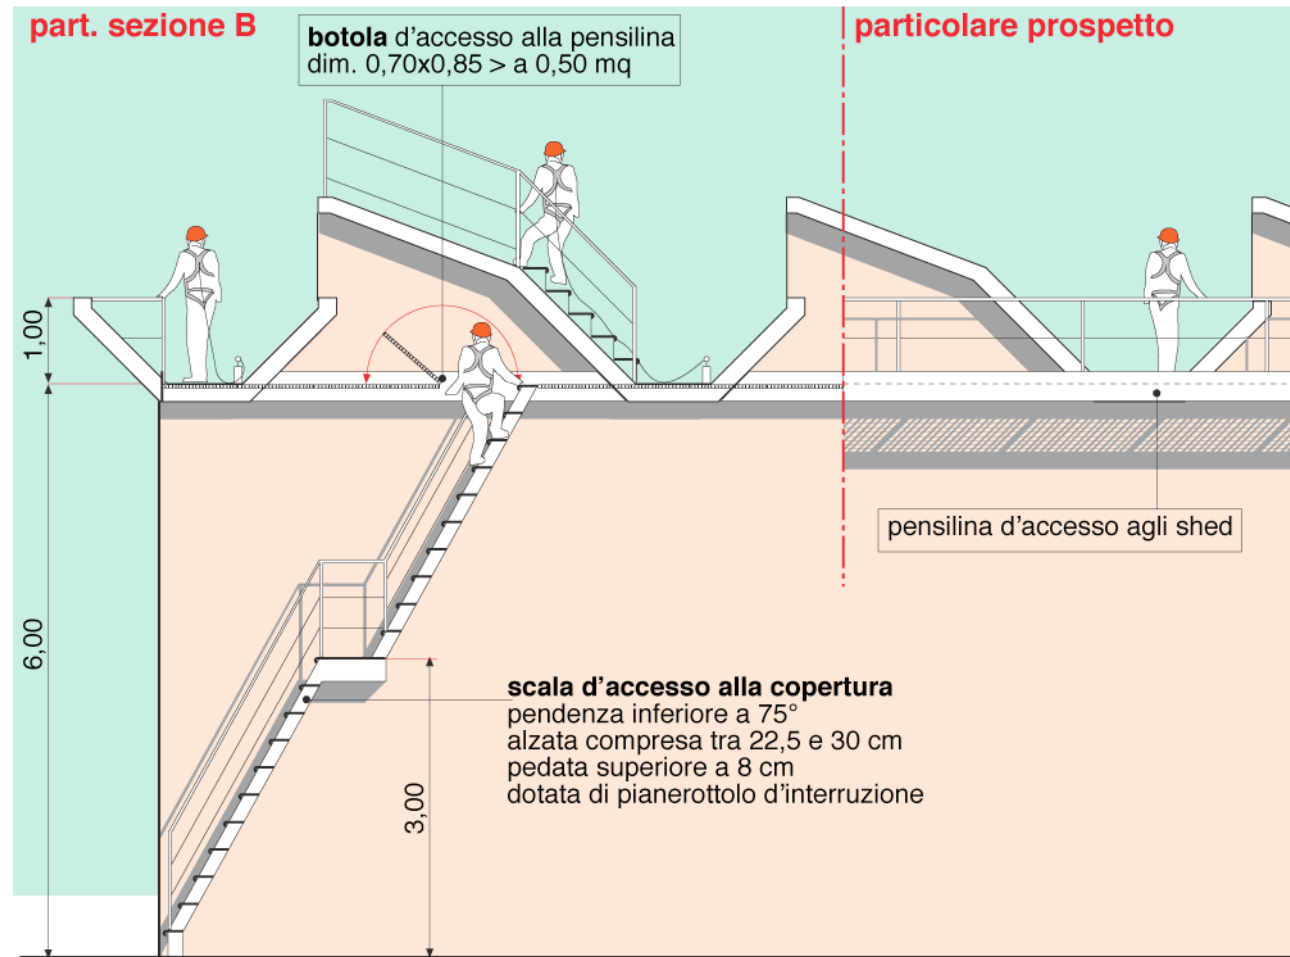 part. sezione B
botola d'accesso alla pensilina
dim. 0,70x0,85 > a 0,50 mq
particolare prospetto
1,00
6,00
pensilina d'accesso agli shed
scala d'accesso alla copertura
pendenza inferiore a 75°
alzata compresa tra 22,5 e 30 cm
pedata superiore a 8 cm
dotata di pianerottolo d'interruzione
3,00